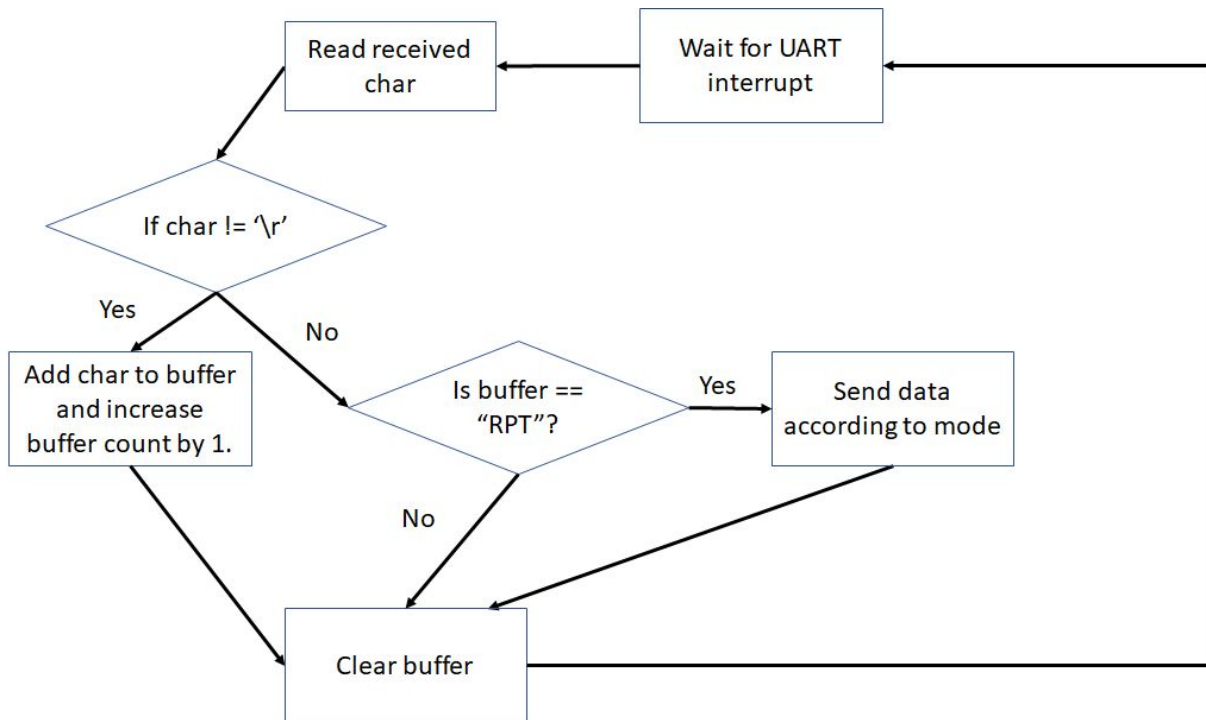 Read received
char
Wait for UART
interrupt
If char != ‘\r’
Yes
No
Add char to buffer
and increase
buffer count by 1.
Is buffer ==
“RPT”?
Yes
Send data
according to mode
No
Clear buffer